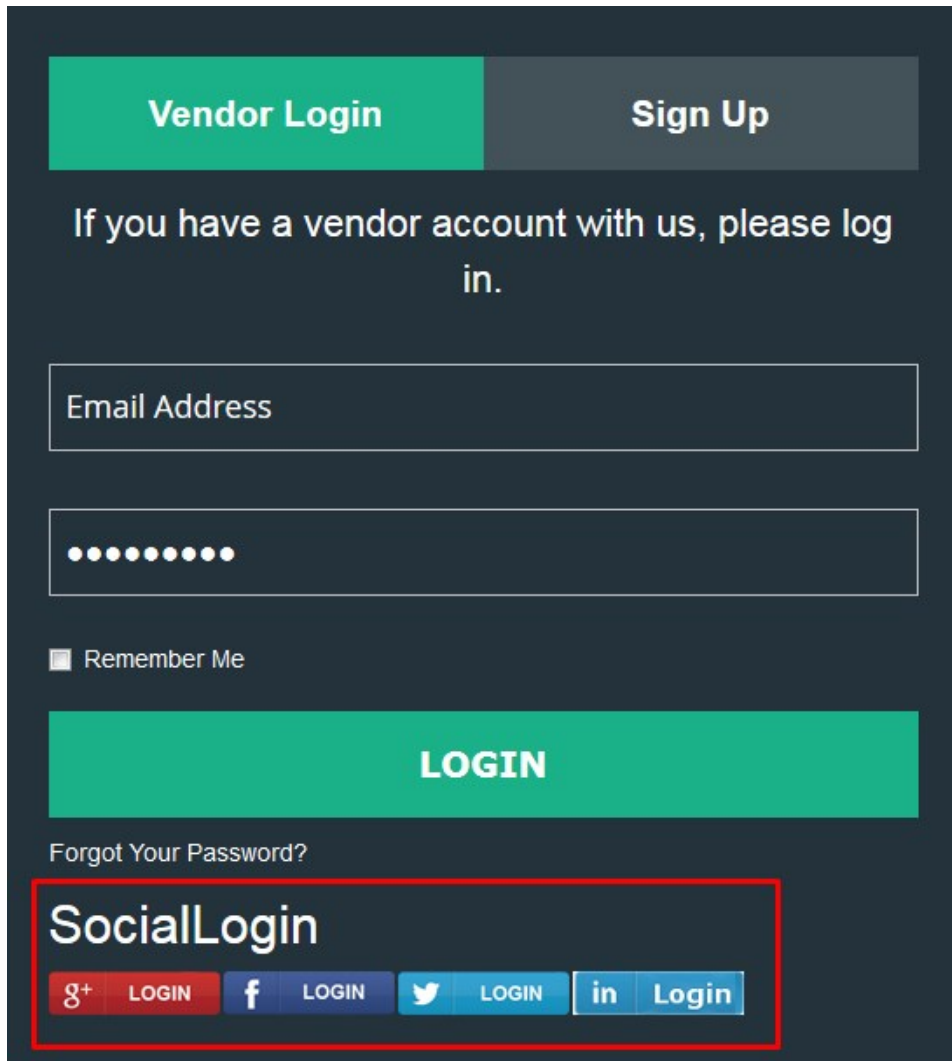 Vendor Login
Sign Up
If you have a vendor account with us, please log
in.
Email Address
•••••••••
Remember Me
LOGIN
Forgot Your Password?
SocialLogin
g+ LOGIN f LOGIN LOGIN in Login